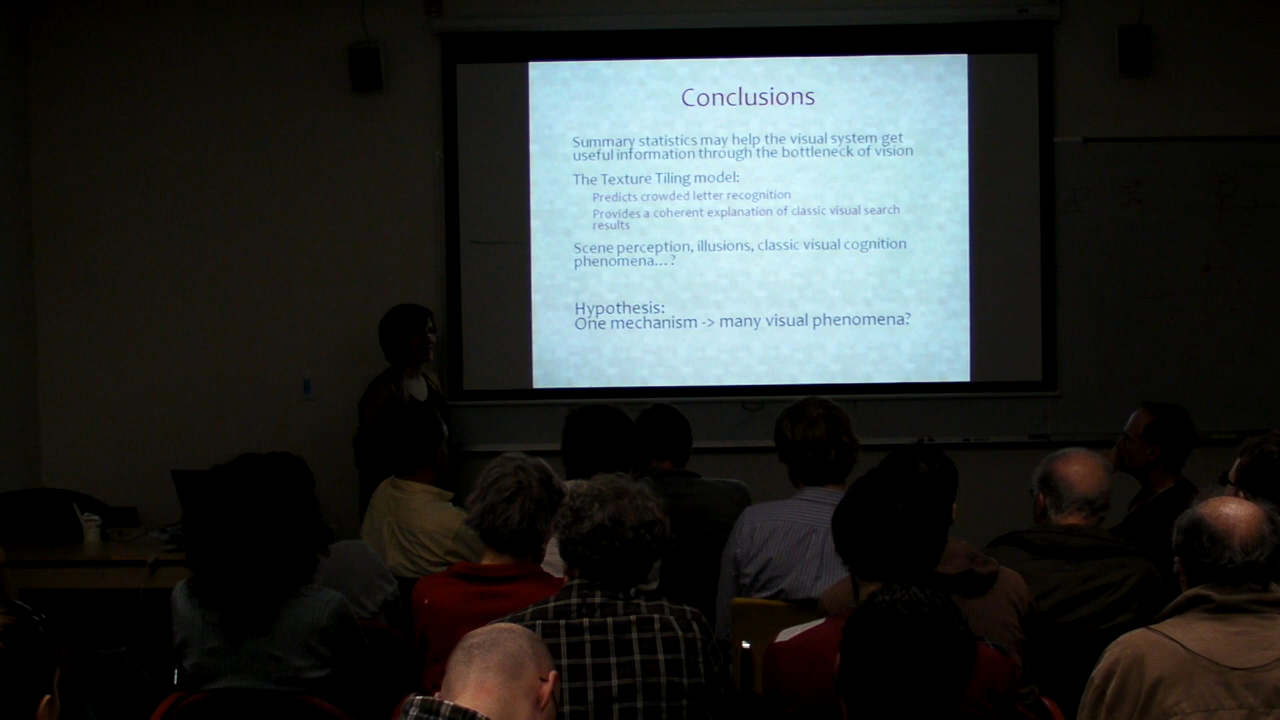 Conclusions
Summary statistics may help the visual system get
useful information through the bottleneck of vision
The Texture Tiling model:
Predicts crowded letter recognition
Provides a coherent explanation of classic visual search
results
Scene perception, illusions, classic visual cognition
phenomena...?
Hypothesis:
One mechanism -> many visual phenomena?